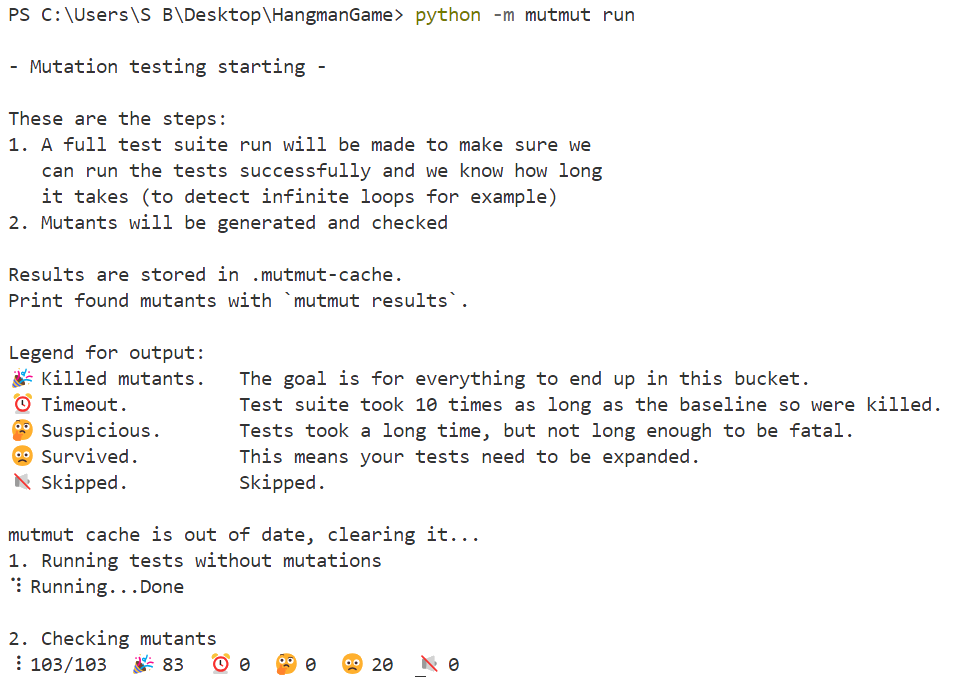 PS C:\Users\S B\Desktop\HangmanGame> python -m mutmut run
- Mutation testing starting -
These are the steps:
1. A full test suite run will be made to make sure we
can run the tests successfully and we know how long
it takes (to detect infinite loops for example)
2. Mutants will be generated and checked
Results are stored in .mutmut-cache.
Print found mutants with `mutmut results`.
Legend for output:
🎉 Killed mutants.   The goal is for everything to end up in this bucket.
⏰ Timeout.          Test suite took 10 times as long as the baseline so were killed.
🤔 Suspicious.       Tests took a long time, but not long enough to be fatal.
🙁 Survived.         This means your tests need to be expanded.
🔇 Skipped.          Skipped.
mutmut cache is out of date, clearing it...
1. Running tests without mutations
⠹ Running...Done
2. Checking mutants
⠇ 103/103  🎉 83  ⏰ 0  🤔 0  🙁 20  🔇 0